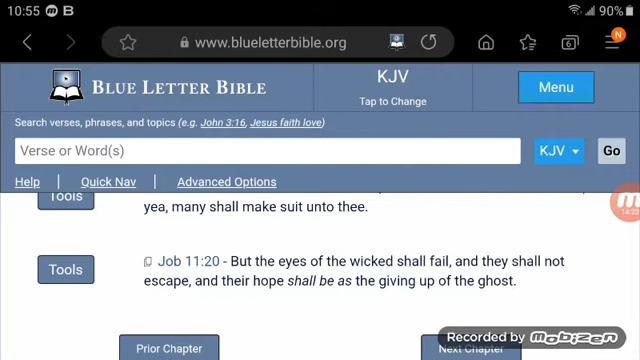 10:55 M B 90%
www.blueletterbible.org 6 N
BLUE LETTER BIBLE
KJV
Tap to Change
Menu
Search verses, phrases, and topics (e.g. John 3:16, Jesus faith love)
Verse or Word(s)
KJV
Go
Help Quick Nav Advanced Options
M
14:23
Tools
yea, many shall make suit unto thee.
Tools
Job 11:20 - But the eyes of the wicked shall fail, and they shall not
escape, and their hope shall be as the giving up of the ghost.
Prior Chapter
Next Chapter
Recorded by mobizen